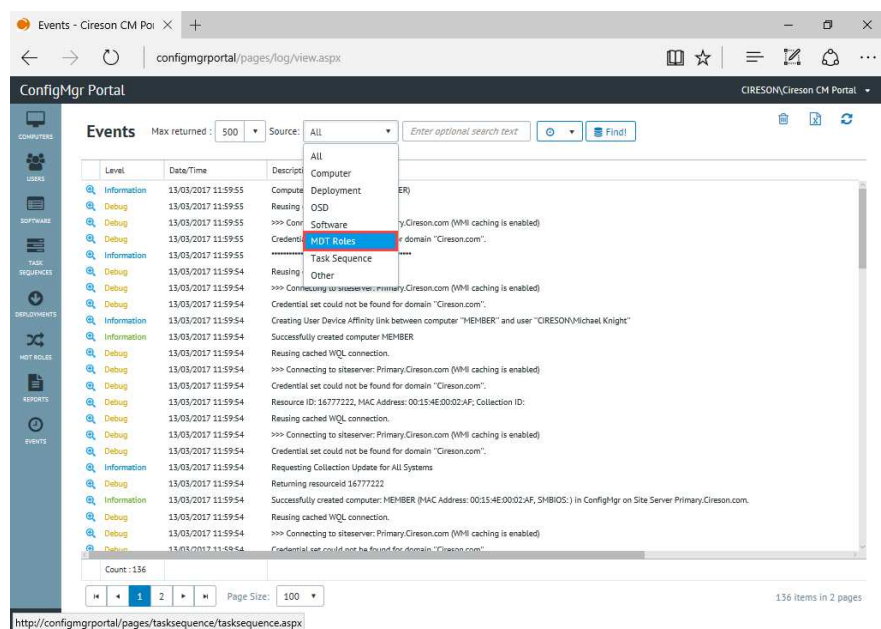 Events - Cireson CM Por
configmgrportal/pages/log/view.aspx
ConfigMgr Portal
CIRESON\Cireson CM Portal
COMPUTERS
USERS
SOFTWARE
TASK
SEQUENCES
DEPLOYMENTS
MDT ROLES
REPORTS
EVENTS
Events Max returned : 500 Source: All Enter optional search text Find!
All
Computer
Deployment
OSD
Software
MDT Roles
Task Sequence
Other
Level Date/Time Descripti
Information 13/03/2017 11:59:55 Compute ER)
Debug 13/03/2017 11:59:55 Reusing
Debug 13/03/2017 11:59:55 >>> Conn y.Cireson.com (WMI caching is enabled)
Debug 13/03/2017 11:59:55 Credentia r domain "Cireson.com".
Information 13/03/2017 11:59:55
Debug 13/03/2017 11:59:54 Reusing
Debug 13/03/2017 11:59:54 >>> Connecting to siteserver: Primary.Cireson.com (WMI caching is enabled)
Debug 13/03/2017 11:59:54 Credential set could not be found for domain "Cireson.com".
Information 13/03/2017 11:59:54 Creating User Device Affinity link between computer "MEMBER" and user "CIRESON\Michael Knight"
Information 13/03/2017 11:59:54 Successfully created computer MEMBER
Debug 13/03/2017 11:59:54 Reusing cached WQL connection.
Debug 13/03/2017 11:59:54 >>> Connecting to siteserver: Primary.Cireson.com (WMI caching is enabled)
Debug 13/03/2017 11:59:54 Credential set could not be found for domain "Cireson.com".
Debug 13/03/2017 11:59:54 Resource ID: 16777222, MAC Address: 00:15:4E:00:02:AF; Collection ID:
Debug 13/03/2017 11:59:54 Reusing cached WQL connection.
Debug 13/03/2017 11:59:54 >>> Connecting to siteserver: Primary.Cireson.com (WMI caching is enabled)
Debug 13/03/2017 11:59:54 Credential set could not be found for domain "Cireson.com".
Information 13/03/2017 11:59:54 Requesting Collection Update for All Systems
Debug 13/03/2017 11:59:54 Returning resourceid 16777222
Information 13/03/2017 11:59:54 Successfully created computer: MEMBER (MAC Address: 00:15:4E:00:02:AF, SMBIOS: ) in ConfigMgr on Site Server Primary.Cireson.com.
Debug 13/03/2017 11:59:54 Reusing cached WQL connection.
Debug 13/03/2017 11:59:54 >>> Connecting to siteserver: Primary.Cireson.com (WMI caching is enabled)
Debug 13/03/2017 11:59:54 Credential set could not be found for domain "Cireson.com".
Count : 136
1 2 Page Size: 100 136 items in 2 pages
http://configmgrportal/pages/tasksequence/tasksequence.aspx